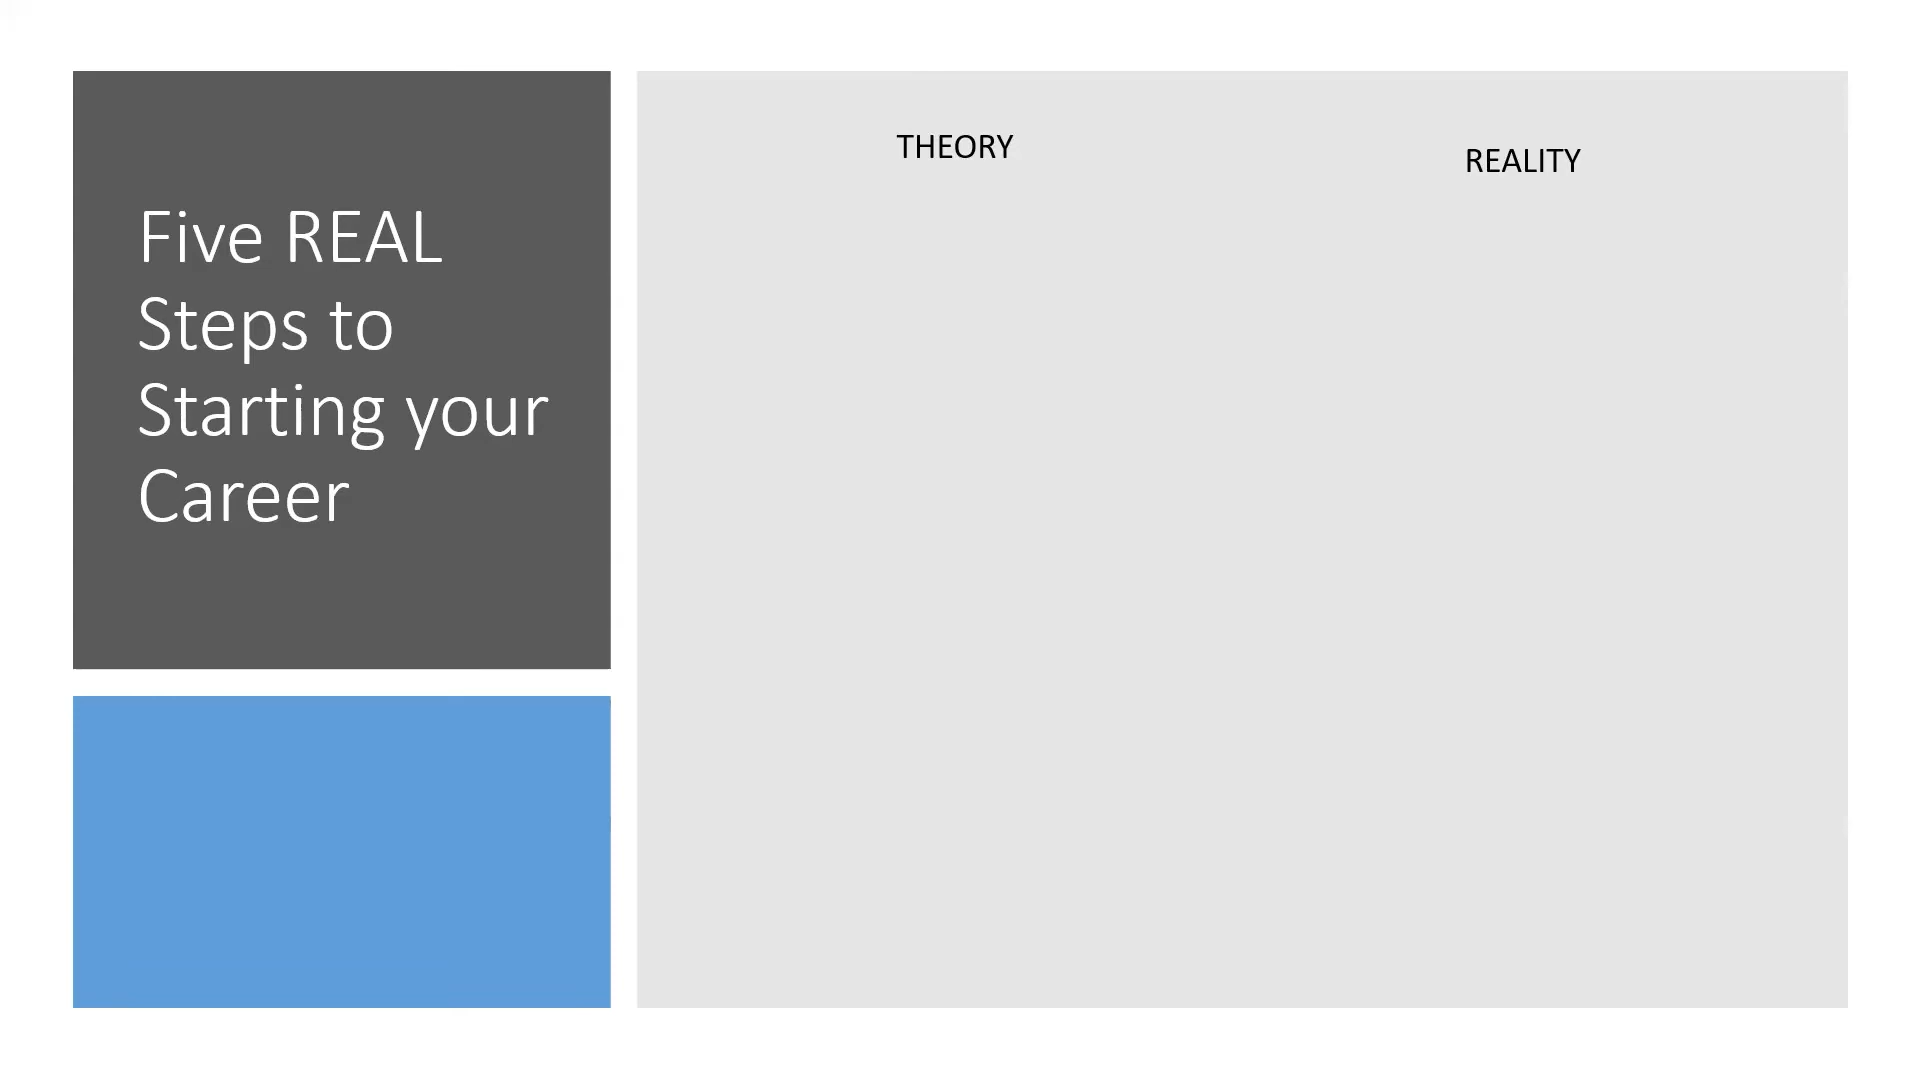 Five REAL
Steps to
Starting your
Career
THEORY
REALITY